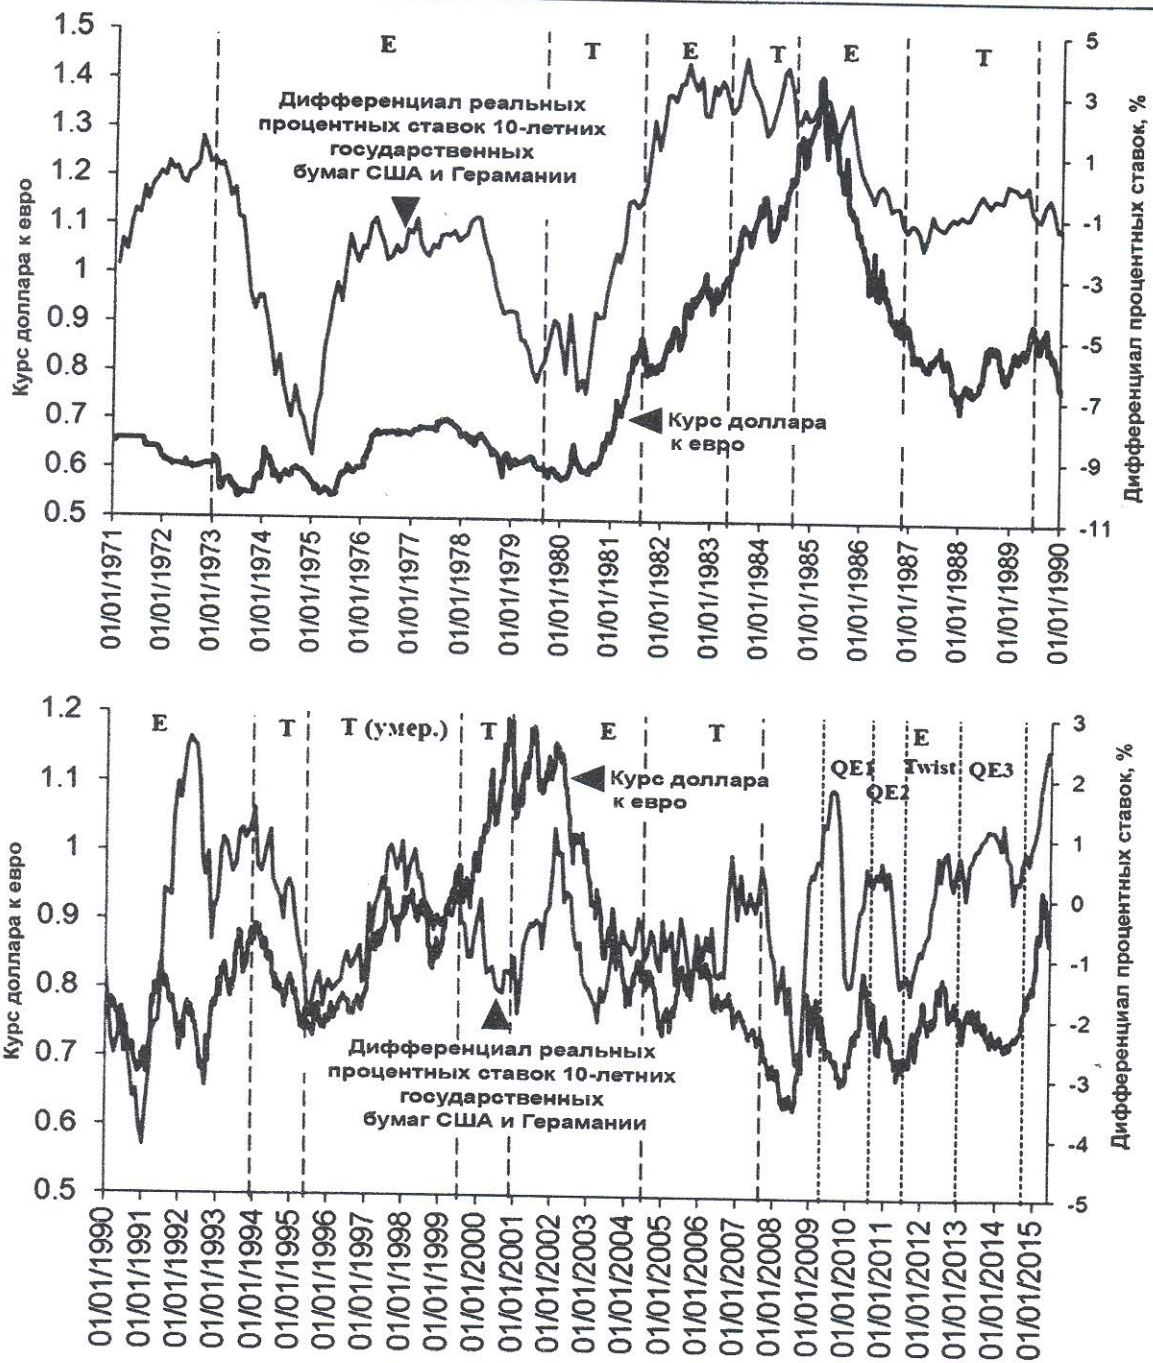 1.5
1.4
1.3
1.2
1.1
1
0.9
0.8
0.7
0.6
0.5
Курс доллара к евро
E
T
E
T
E
T
Дифференциал реальных
процентных ставок 10-летних
государственных
бумаг США и Герамании
Курс доллара
к евро
5
3
1
-1
-3
-5
-7
-9
-11
Дифференциал процентных ставок, %
01/01/1971
01/01/1972
01/01/1973
01/01/1974
01/01/1975
01/01/1976
01/01/1977
01/01/1978
01/01/1979
01/01/1980
01/01/1981
01/01/1982
01/01/1983
01/01/1984
01/01/1985
01/01/1986
01/01/1987
01/01/1988
01/01/1989
01/01/1990
1.2
1.1
1
0.9
0.8
0.7
0.6
0.5
Курс доллара к евро
E
T
T (умер.)
T
E
T
E
QE1
QE2
Twist
QE3
Курс доллара
к евро
Дифференциал реальных
процентных ставок 10-летних
государственных
бумаг США и Герамании
3
2
1
0
-1
-2
-3
-4
-5
Дифференциал процентных ставок, %
01/01/1990
01/01/1991
01/01/1992
01/01/1993
01/01/1994
01/01/1995
01/01/1996
01/01/1997
01/01/1998
01/01/1999
01/01/2000
01/01/2001
01/01/2002
01/01/2003
01/01/2004
01/01/2005
01/01/2006
01/01/2007
01/01/2008
01/01/2009
01/01/2010
01/01/2011
01/01/2012
01/01/2013
01/01/2014
01/01/2015